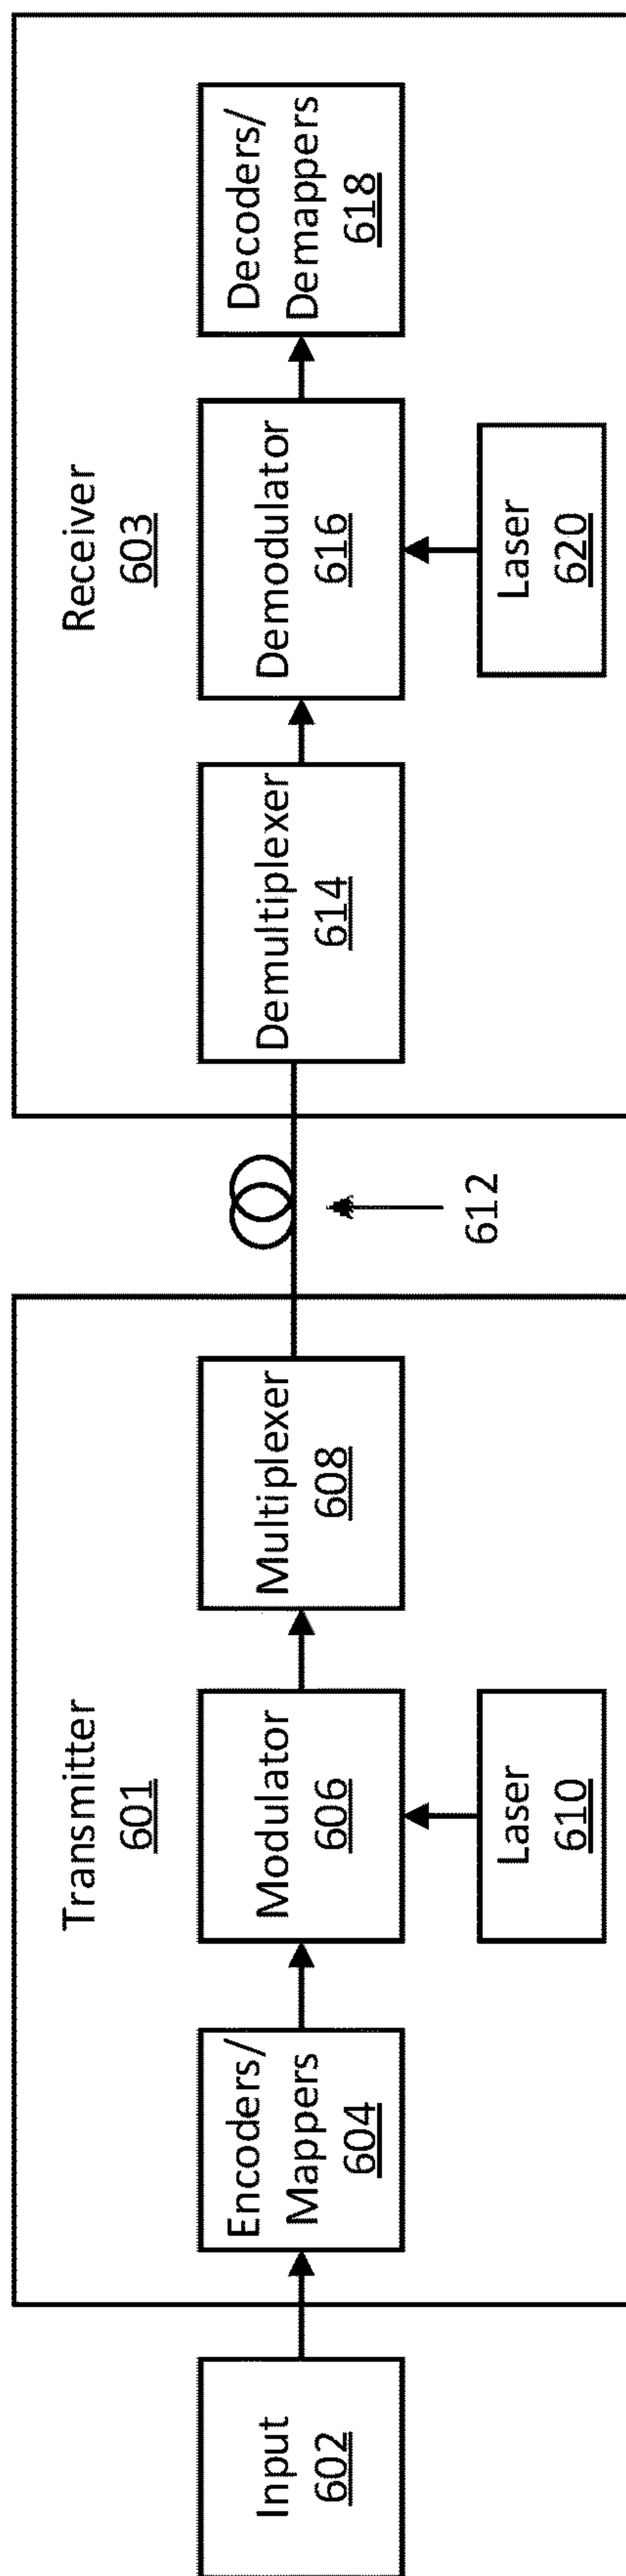 Transmitter
601
Receiver
603
Input
602
Encoders/
Mappers
604
Modulator
606
Multiplexer
608
Laser
610
612
Demultiplexer
614
Demodulator
616
Decoders/
Demappers
618
Laser
620